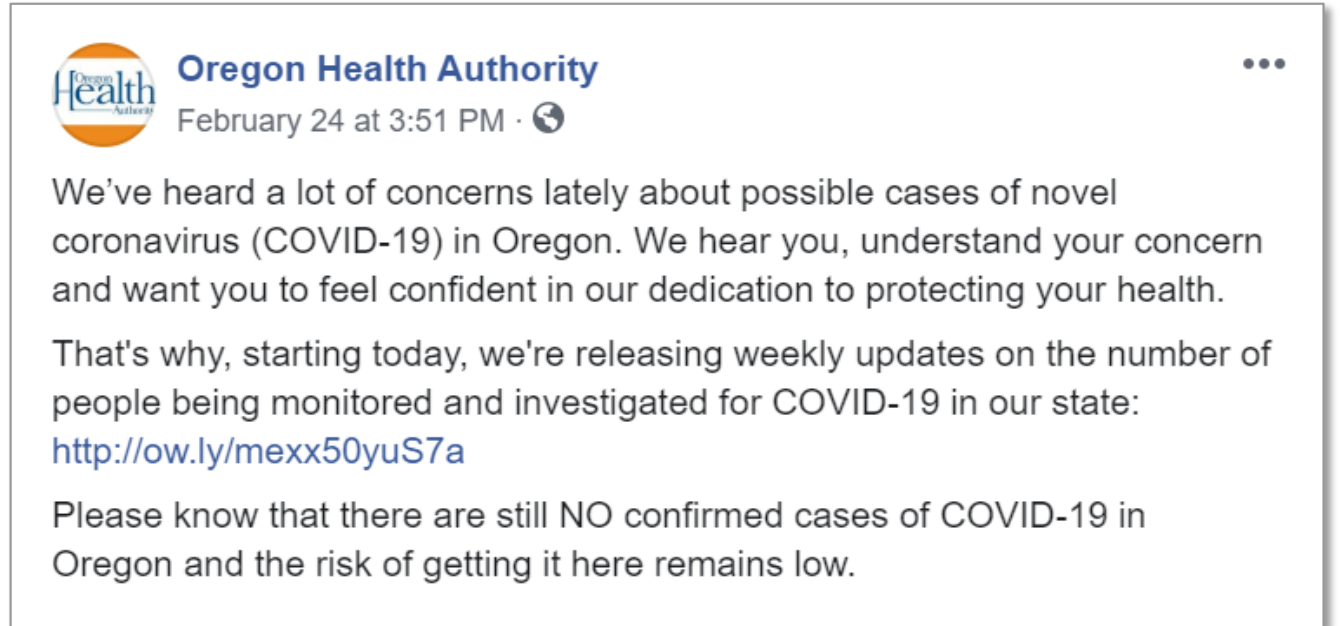 Oregon
Health
Authority
Oregon Health Authority
February 24 at 3:51 PM ·
We’ve heard a lot of concerns lately about possible cases of novel
coronavirus (COVID-19) in Oregon. We hear you, understand your concern
and want you to feel confident in our dedication to protecting your health.
That's why, starting today, we're releasing weekly updates on the number of
people being monitored and investigated for COVID-19 in our state:
http://ow.ly/mexx50yuS7a
Please know that there are still NO confirmed cases of COVID-19 in
Oregon and the risk of getting it here remains low.